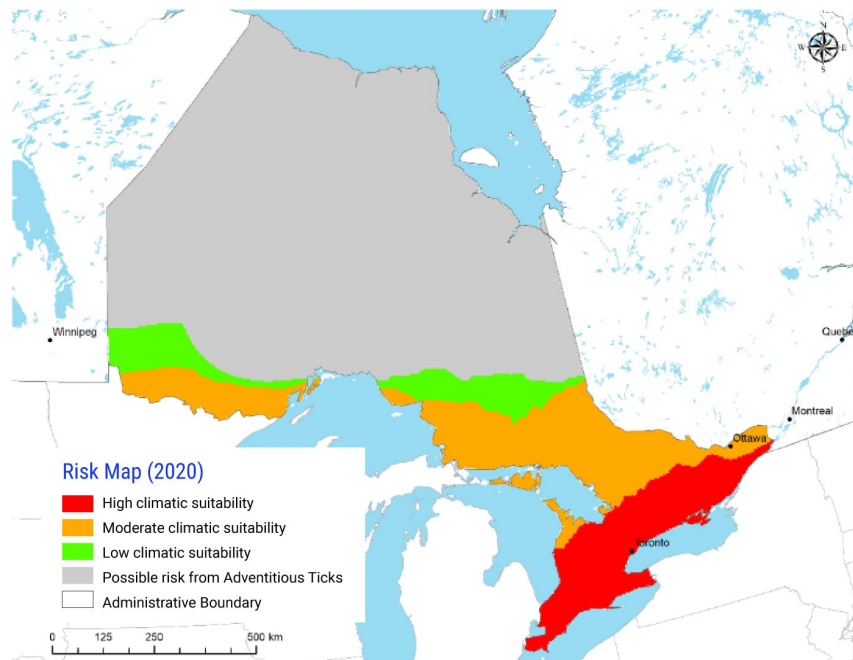 N
W E
S
Winnipeg
Quebe
Montreal
Ottawa
Toronto
Risk Map (2020)
High climatic suitability
Moderate climatic suitability
Low climatic suitability
Possible risk from Adventitious Ticks
Administrative Boundary
0 125 250 500 km